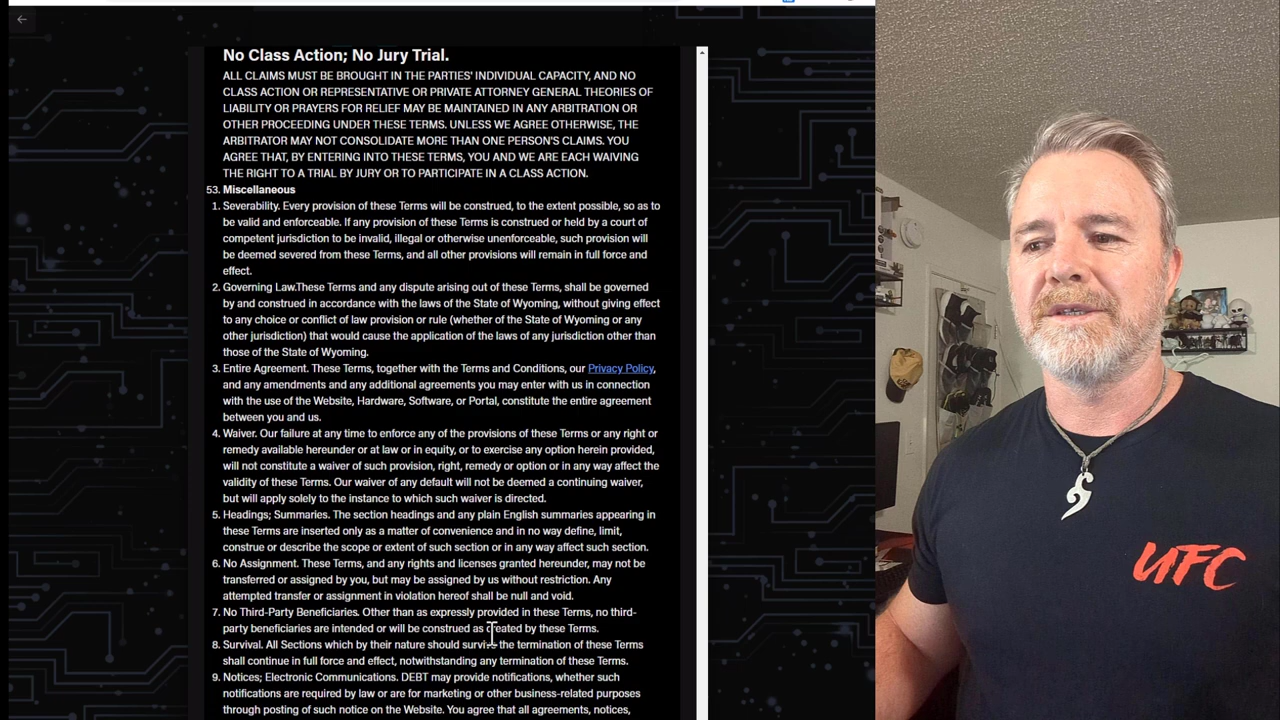 No Class Action; No Jury Trial.
ALL CLAIMS MUST BE BROUGHT IN THE PARTIES' INDIVIDUAL CAPACITY, AND NO
CLASS ACTION OR REPRESENTATIVE OR PRIVATE ATTORNEY GENERAL THEORIES OF
LIABILITY OR PRAYERS FOR RELIEF MAY BE MAINTAINED IN ANY ARBITRATION OR
OTHER PROCEEDING UNDER THESE TERMS. UNLESS WE AGREE OTHERWISE, THE
ARBITRATOR MAY NOT CONSOLIDATE MORE THAN ONE PERSON'S CLAIMS. YOU
AGREE THAT, BY ENTERING INTO THESE TERMS, YOU AND WE ARE EACH WAIVING
THE RIGHT TO A TRIAL BY JURY OR TO PARTICIPATE IN A CLASS ACTION.
53. Miscellaneous
1. Severability. Every provision of these Terms will be construed, to the extent possible, so as to
be valid and enforceable. If any provision of these Terms is construed or held by a court of
competent jurisdiction to be invalid, illegal or otherwise unenforceable, such provision will
be deemed severed from these Terms, and all other provisions will remain in full force and
effect.
2. Governing Law.These Terms and any dispute arising out of these Terms, shall be governed
by and construed in accordance with the laws of the State of Wyoming, without giving effect
to any choice or conflict of law provision or rule (whether of the State of Wyoming or any
other jurisdiction) that would cause the application of the laws of any jurisdiction other than
those of the State of Wyoming.
3. Entire Agreement. These Terms, together with the Terms and Conditions, our Privacy Policy,
and any amendments and any additional agreements you may enter with us in connection
with the use of the Website, Hardware, Software, or Portal, constitute the entire agreement
between you and us.
4. Waiver. Our failure at any time to enforce any of the provisions of these Terms or any right or
remedy available hereunder or at law or in equity, or to exercise any option herein provided,
will not constitute a waiver of such provision, right, remedy or option or in any way affect the
validity of these Terms. Our waiver of any default will not be deemed a continuing waiver,
but will apply solely to the instance to which such waiver is directed.
5. Headings; Summaries. The section headings and any plain English summaries appearing in
these Terms are inserted only as a matter of convenience and in no way define, limit,
construe or describe the scope or extent of such section or in any way affect such section.
6. No Assignment. These Terms, and any rights and licenses granted hereunder, may not be
transferred or assigned by you, but may be assigned by us without restriction. Any
attempted transfer or assignment in violation hereof shall be null and void.
7. No Third-Party Beneficiaries. Other than as expressly provided in these Terms, no third-
party beneficiaries are intended or will be construed as created by these Terms.
8. Survival. All Sections which by their nature should survive the termination of these Terms
shall continue in full force and effect, notwithstanding any termination of these Terms.
9. Notices; Electronic Communications. DEBT may provide notifications, whether such
notifications are required by law or are for marketing or other business-related purposes
through posting of such notice on the Website. You agree that all agreements, notices,
UFC